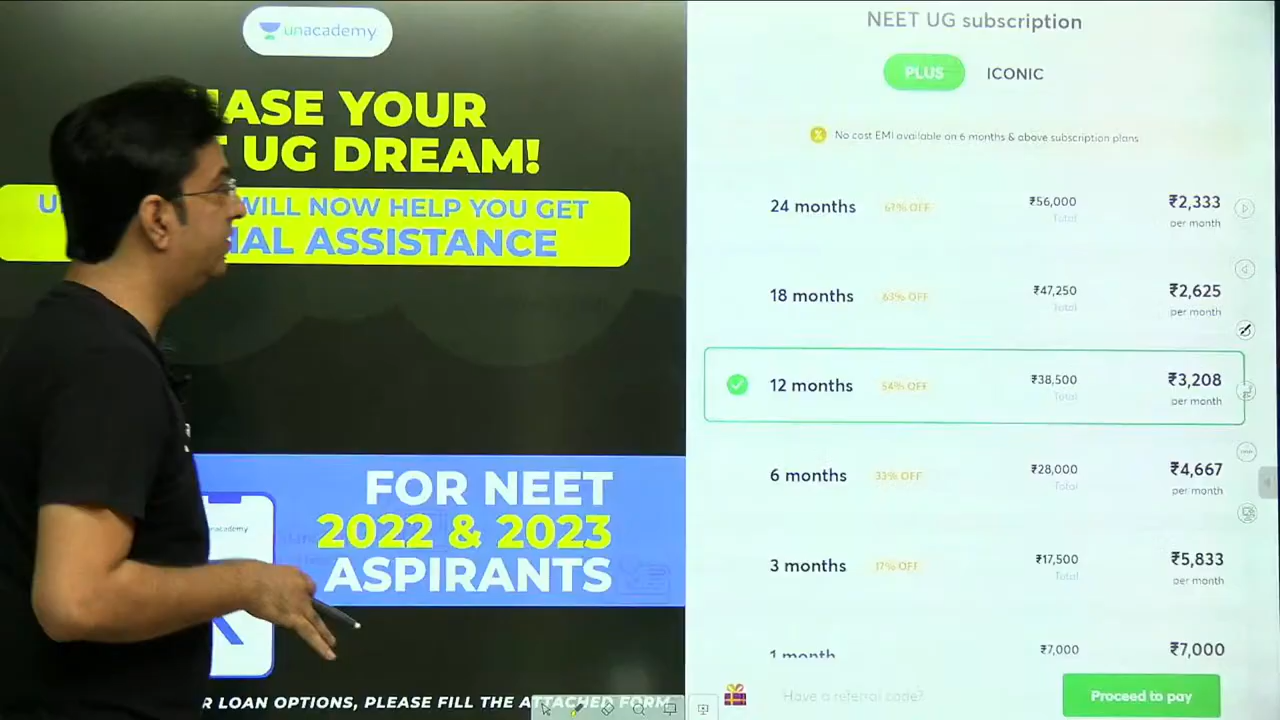 unacademy
HASE YOUR
UG DREAM!
WILL NOW HELP YOU GET
ASSISTANCE
FOR NEET
2022 & 2023
ASPIRANTS
LOAN OPTIONS, PLEASE FILL THE ATTACHED FORM
NEET UG subscription
PLUS ICONIC
No cost EMI available on 6 months & above subscription plans
24 months 61% OFF ₹56,000 ₹2,333
Total per month
18 months 63% OFF ₹47,250 ₹2,625
Total per month
12 months 54% OFF ₹38,500 ₹3,208
Total per month
6 months 33% OFF ₹28,000 ₹4,667
Total per month
3 months 17% OFF ₹17,500 ₹5,833
Total per month
1 month ₹7,000 ₹7,000
Have a referral code? Proceed to pay